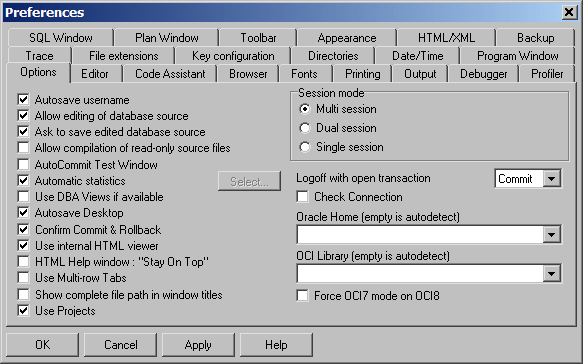 Preferences
SQL Window Plan Window Toolbar Appearance HTML/XML Backup
Trace File extensions Key configuration Directories Date/Time Program Window
Options Editor Code Assistant Browser Fonts Printing Output Debugger Profiler
Autosave username
Allow editing of database source
Ask to save edited database source
Allow compilation of read-only source files
AutoCommit Test Window
Automatic statistics
Select...
Use DBA Views if available
Autosave Desktop
Confirm Commit & Rollback
Use internal HTML viewer
HTML Help window : "Stay On Top"
Use Multi-row Tabs
Show complete file path in window titles
Use Projects
Session mode
Multi session
Dual session
Single session
Logoff with open transaction Commit
Check Connection
Oracle Home (empty is autodetect)
OCI Library (empty is autodetect)
Force OCI7 mode on OCI8
OK Cancel Apply Help